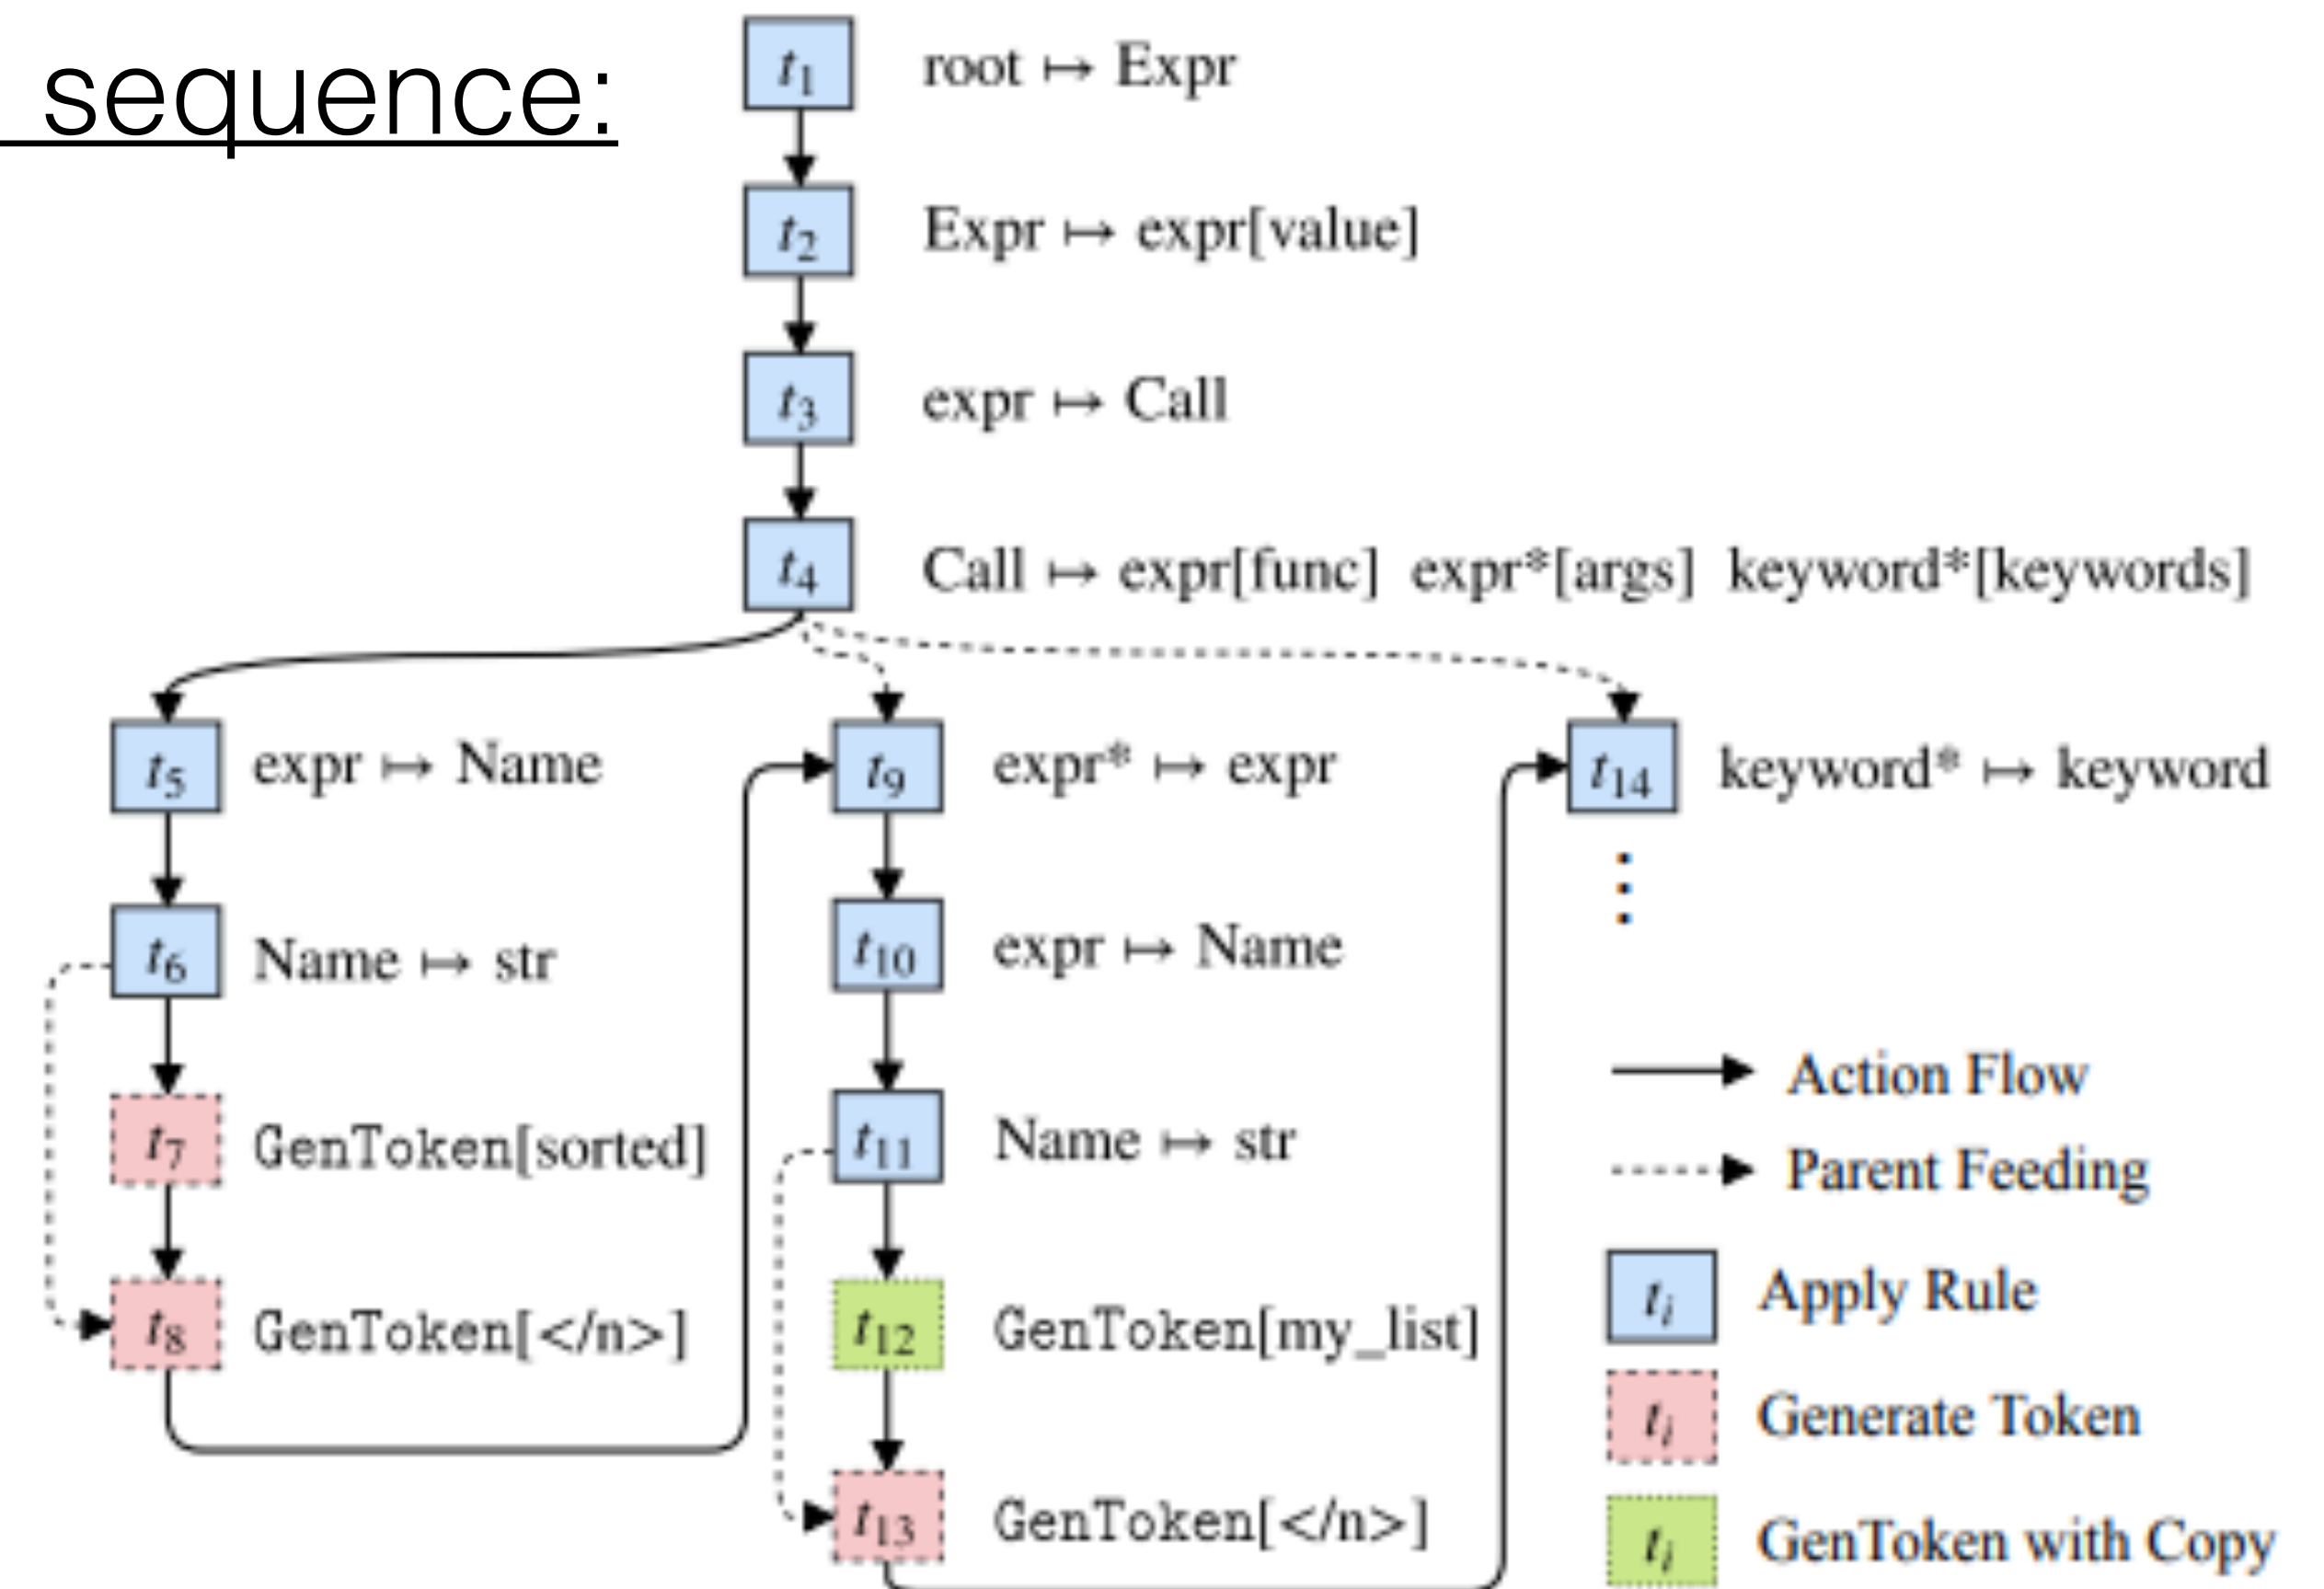 sequence:
t1 root ↦ Expr
t2 Expr ↦ expr[value]
t3 expr ↦ Call
t4 Call ↦ expr[func] expr*[args] keyword*[keywords]
t5 expr ↦ Name
t6 Name ↦ str
t7 GenToken[sorted]
t8 GenToken[</n>]
t9 expr* ↦ expr
t10 expr ↦ Name
t11 Name ↦ str
t12 GenToken[my_list]
t13 GenToken[</n>]
t14 keyword* ↦ keyword
⋮
Action Flow
Parent Feeding
ti Apply Rule
ti Generate Token
ti GenToken with Copy